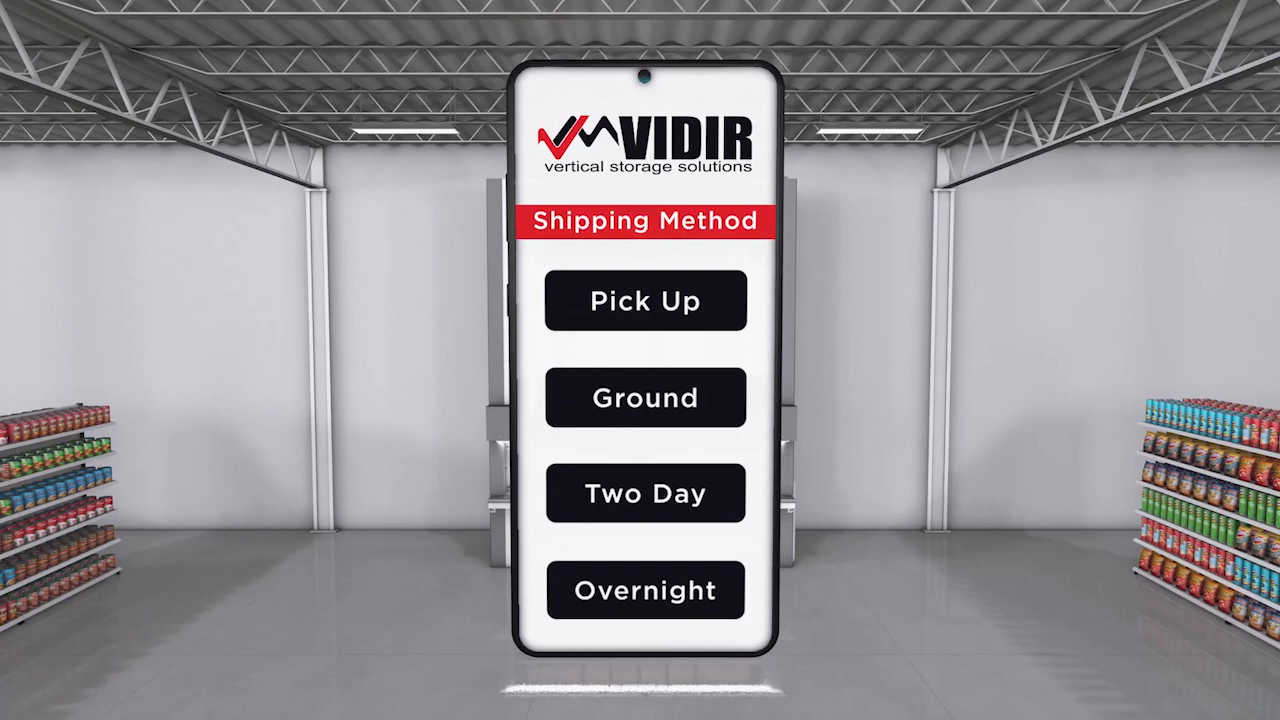 VIDIR
vertical storage solutions
Shipping Method
Pick Up
Ground
Two Day
Overnight